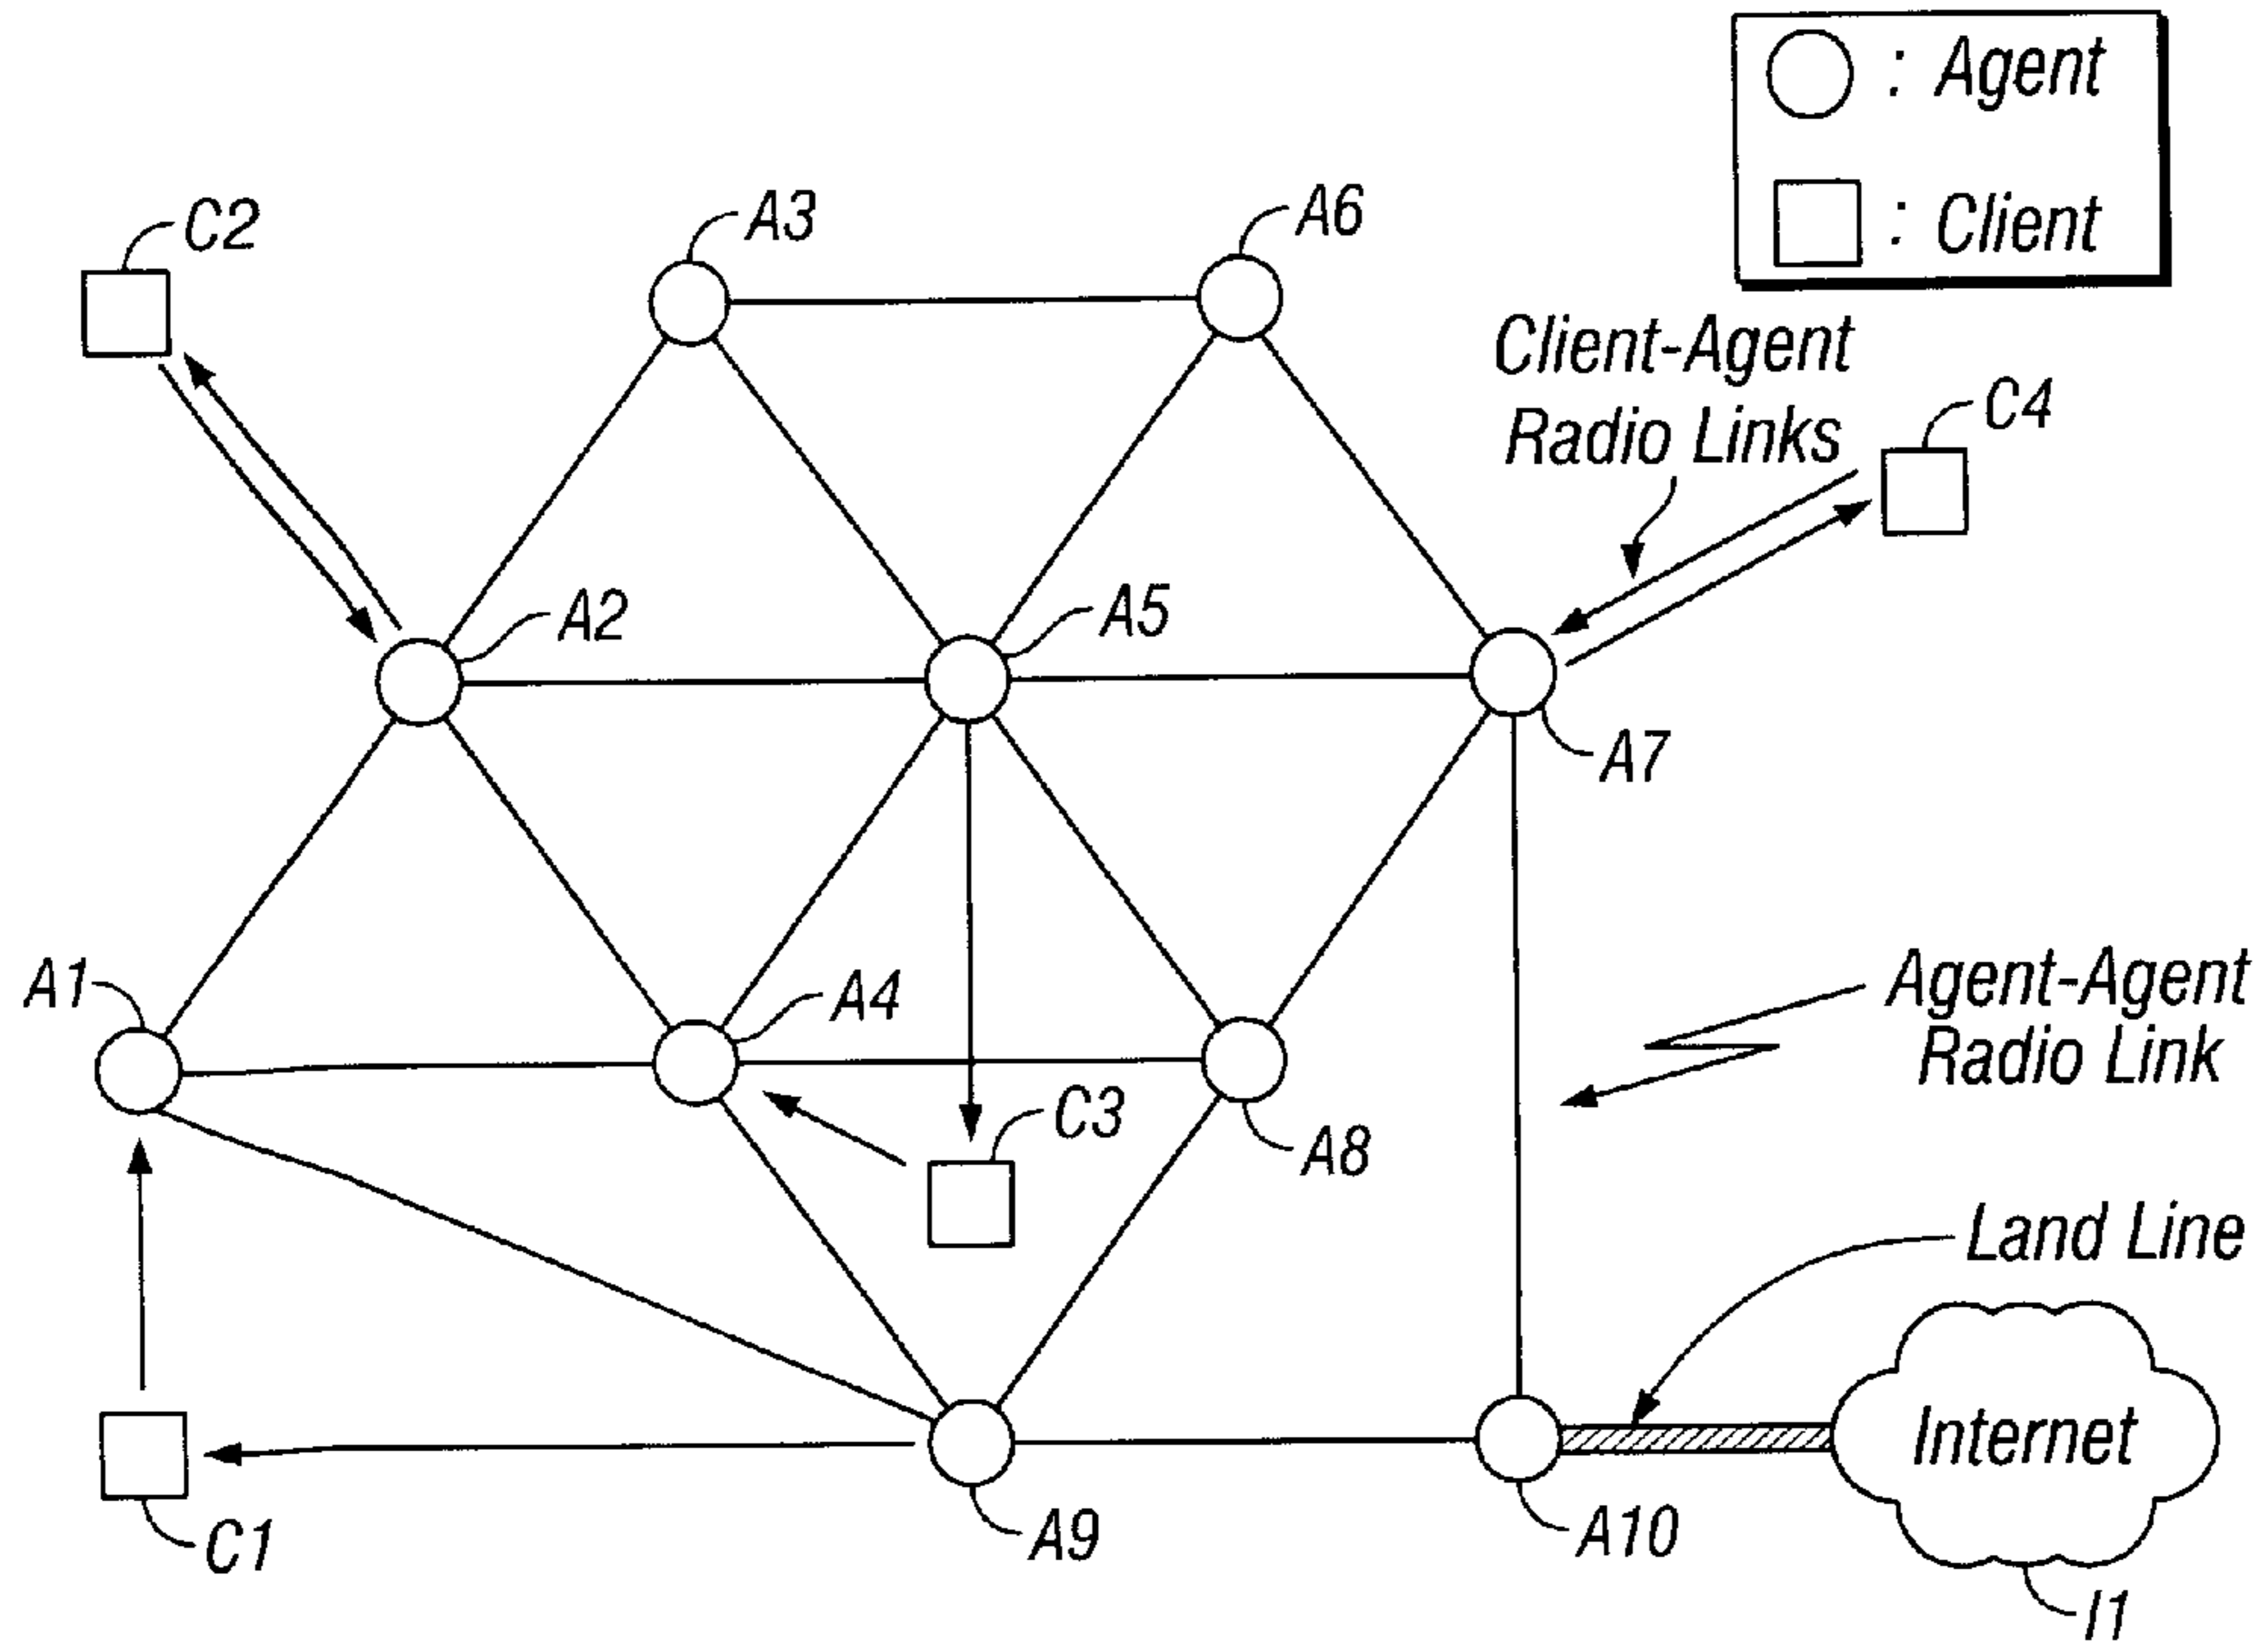 : Agent
: Client
C2
A3
A6
Client-Agent
Radio Links
C4
A2
A5
A7
A1
A4
Agent-Agent
Radio Link
C3
A8
Land Line
Internet
C1
A9
A10
I1